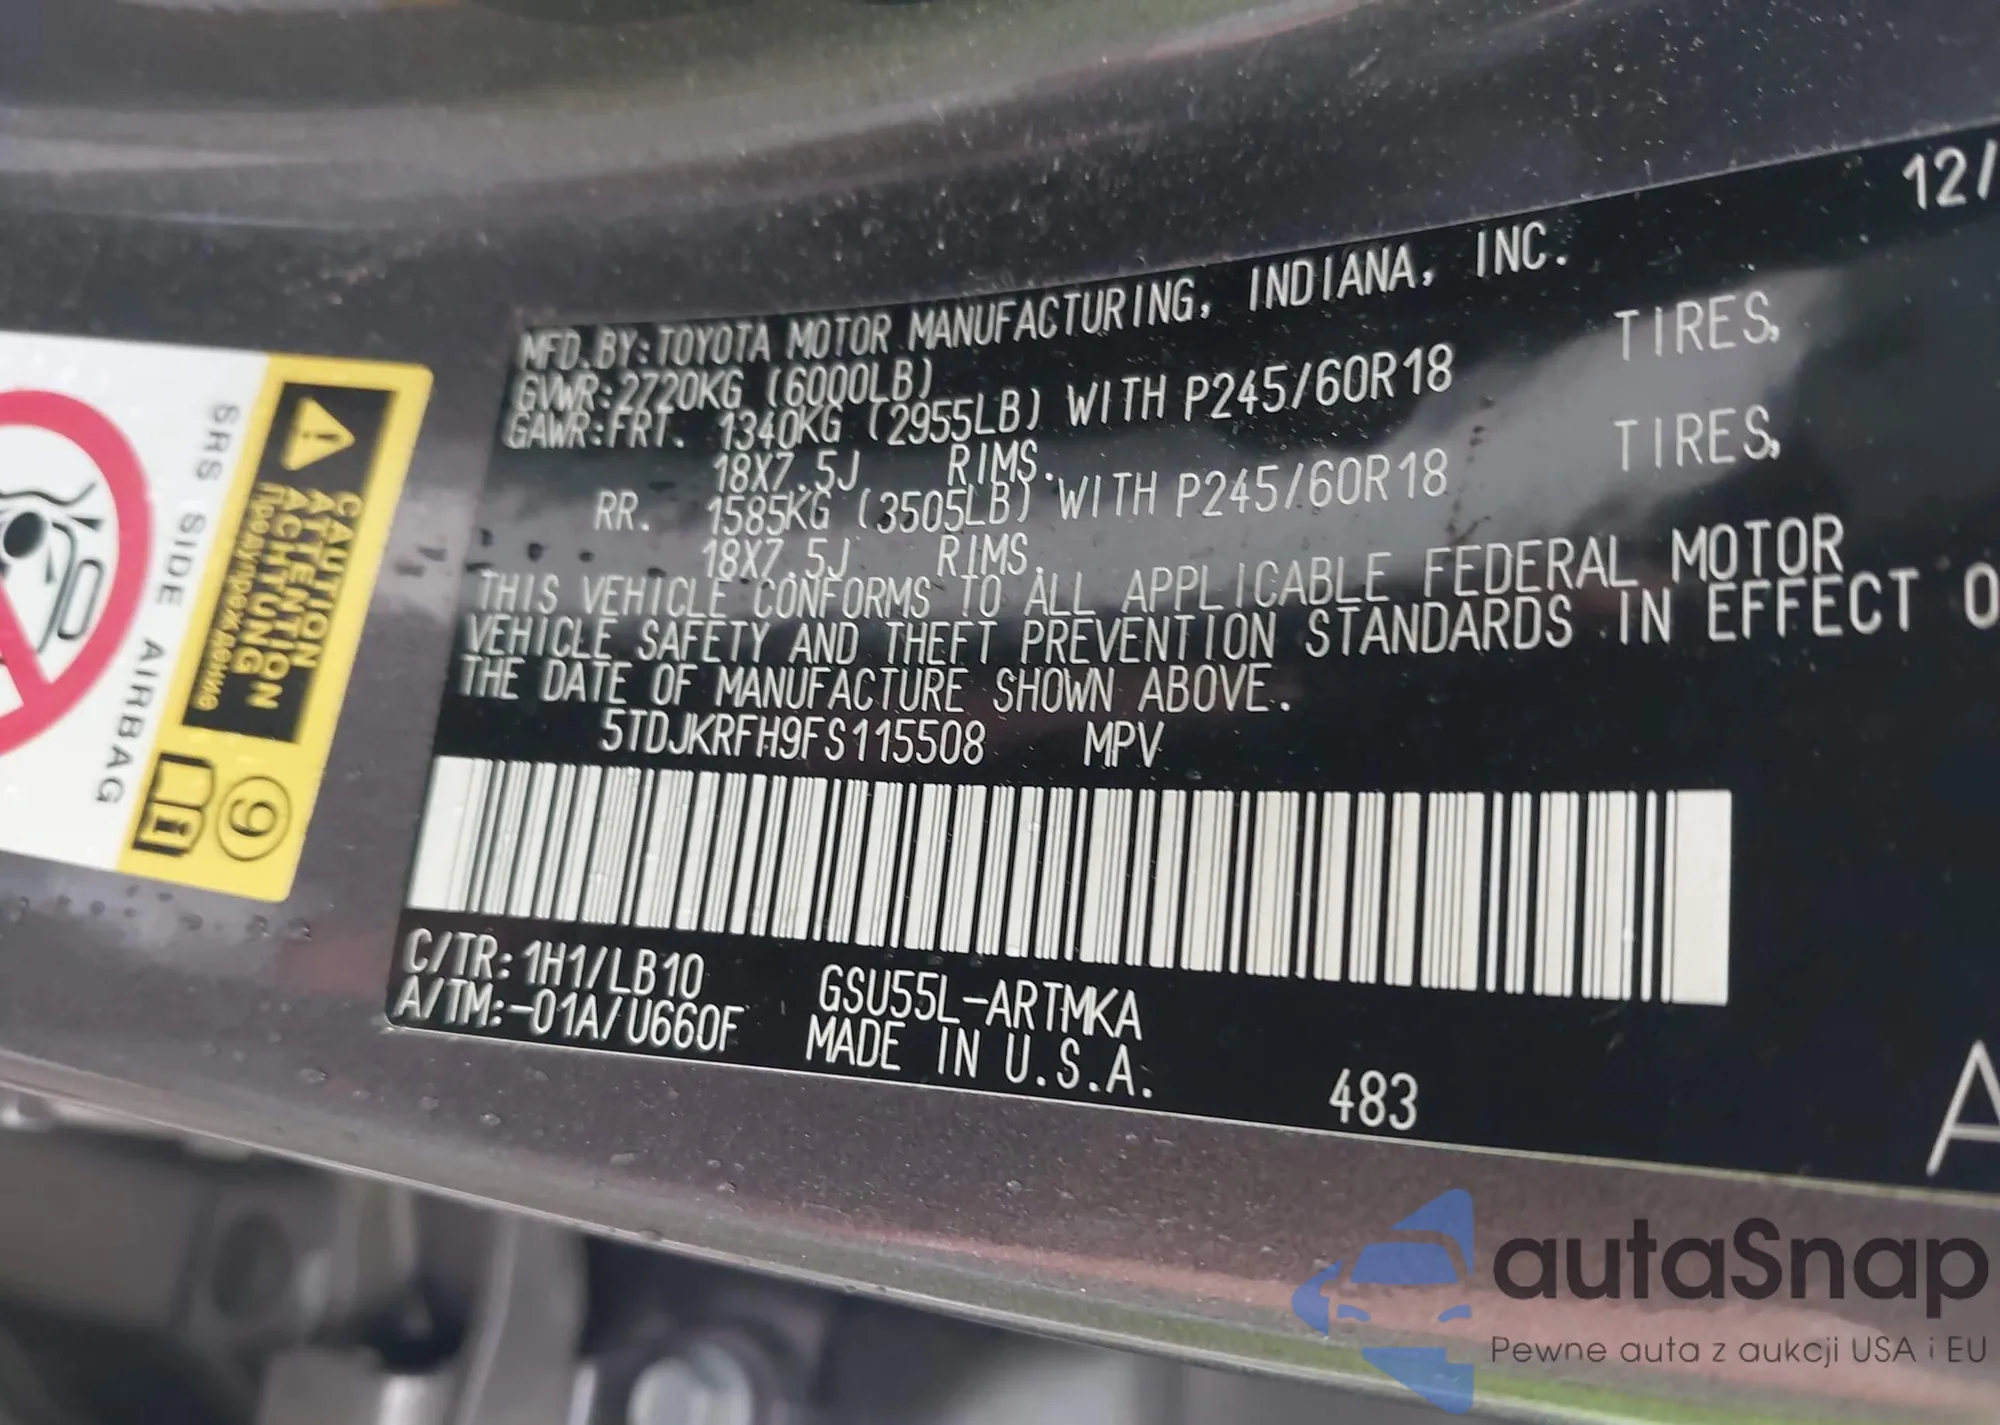 12/
MFD.BY:TOYOTA MOTOR MANUFACTURING, INDIANA, INC.
GVWR:2720KG (6000LB)
GAWR:FRT. 1340KG (2955LB) WITH P245/60R18 TIRES,
18X7.5J RIMS.
RR. 1585KG (3505LB) WITH P245/60R18 TIRES,
18X7.5J RIMS.
THIS VEHICLE CONFORMS TO ALL APPLICABLE FEDERAL MOTOR
VEHICLE SAFETY AND THEFT PREVENTION STANDARDS IN EFFECT O
THE DATE OF MANUFACTURE SHOWN ABOVE.
5TDJKRFH9FS115508 MPV
C/TR:1H1/LB10 GSU55L-ARTMKA
A/TM:-01A/U660F MADE IN U.S.A.
483
A
CAUTION
ATTENTION
ACHTUNG
Предупреждение
SRS SIDE AIRBAG
9
autaSnap
Pewne auta z aukcji USA i EU